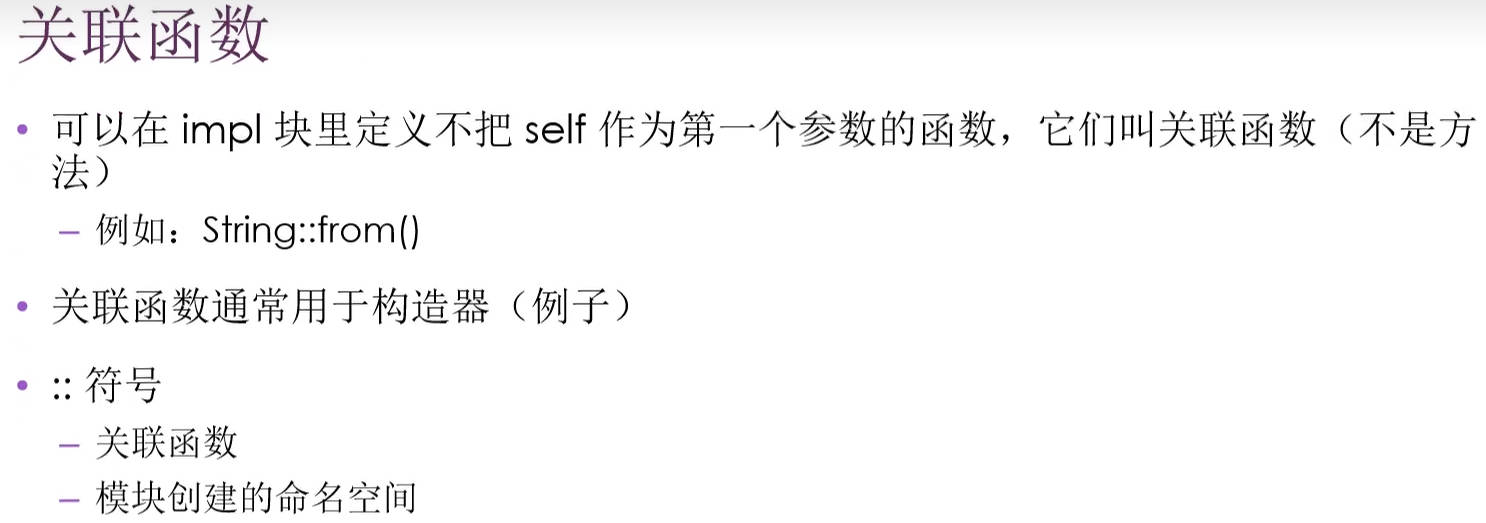 关联函数
• 可以在 impl 块里定义不把 self 作为第一个参数的函数，它们叫关联函数（不是方
法）
– 例如：String::from()
• 关联函数通常用于构造器（例子）
• :: 符号
– 关联函数
– 模块创建的命名空间